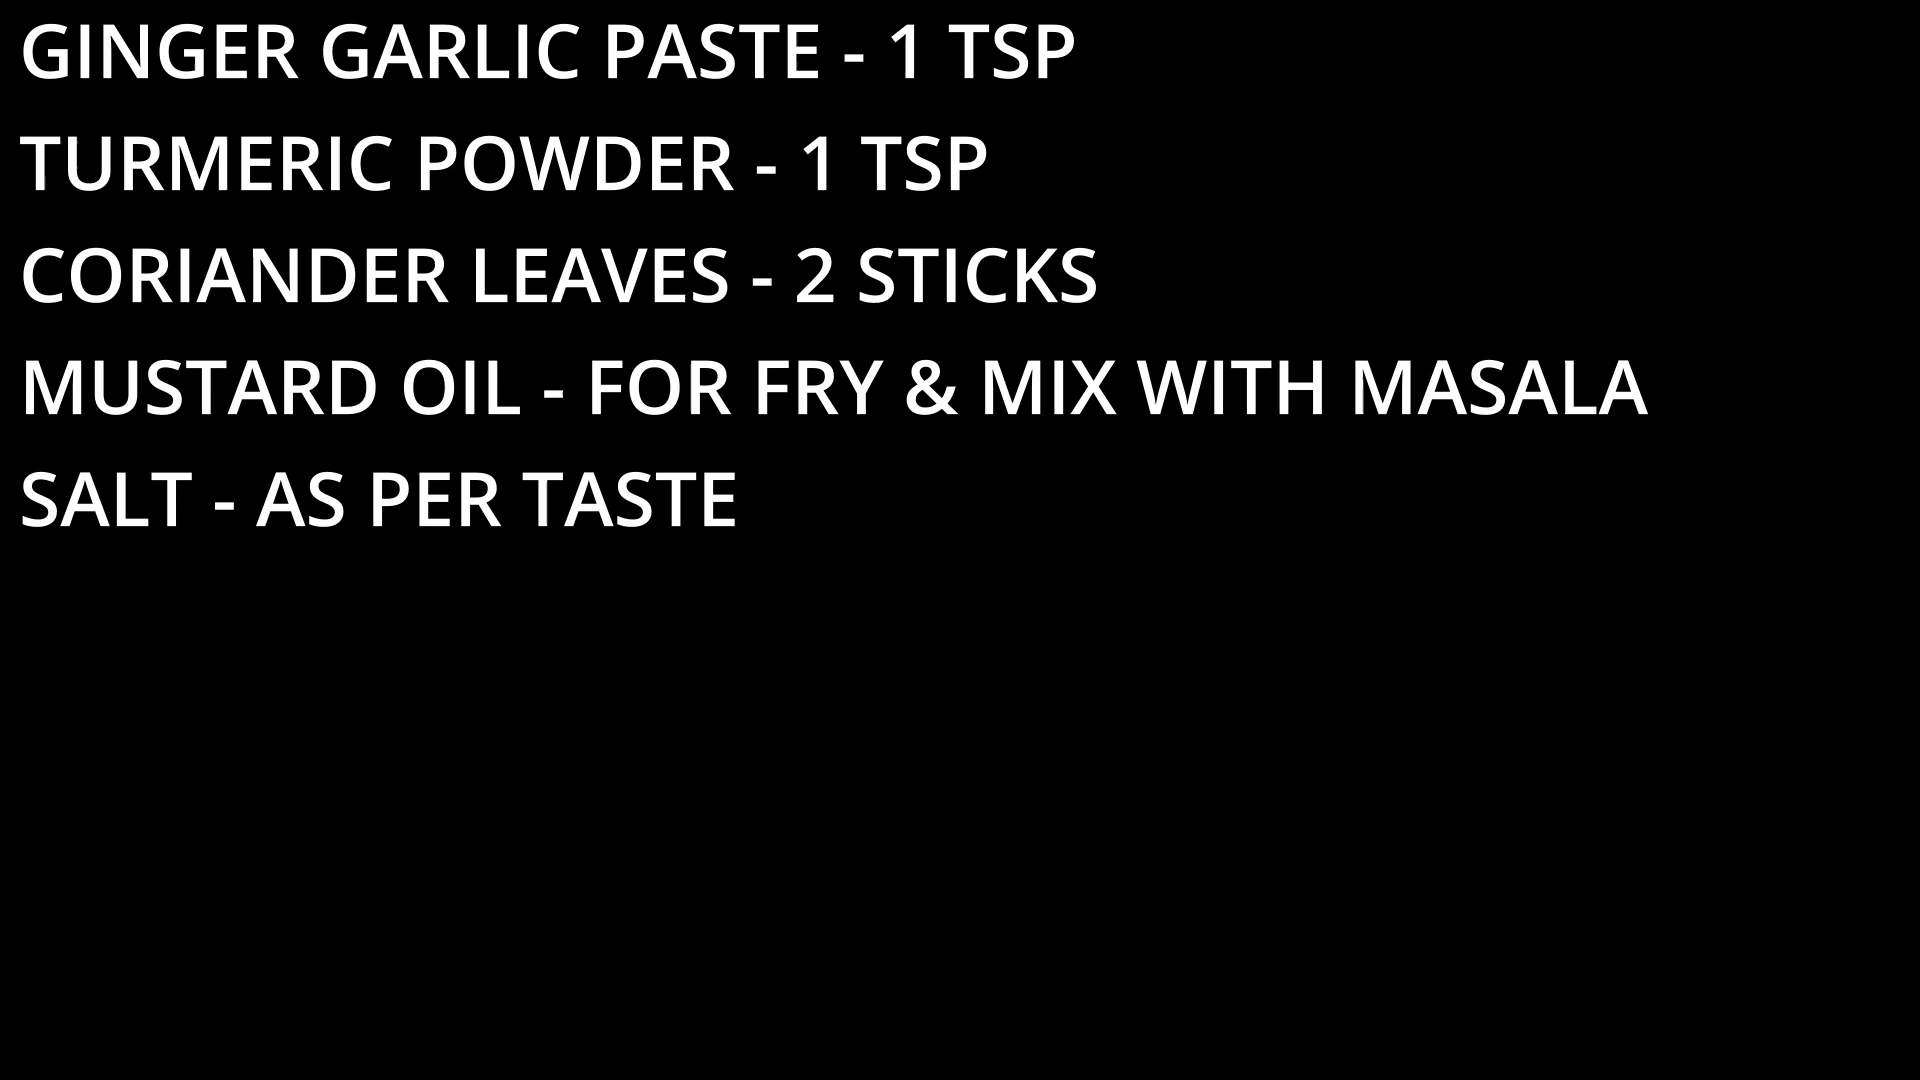 GINGER GARLIC PASTE - 1 TSP
TURMERIC POWDER - 1 TSP
CORIANDER LEAVES - 2 STICKS
MUSTARD OIL - FOR FRY & MIX WITH MASALA
SALT - AS PER TASTE